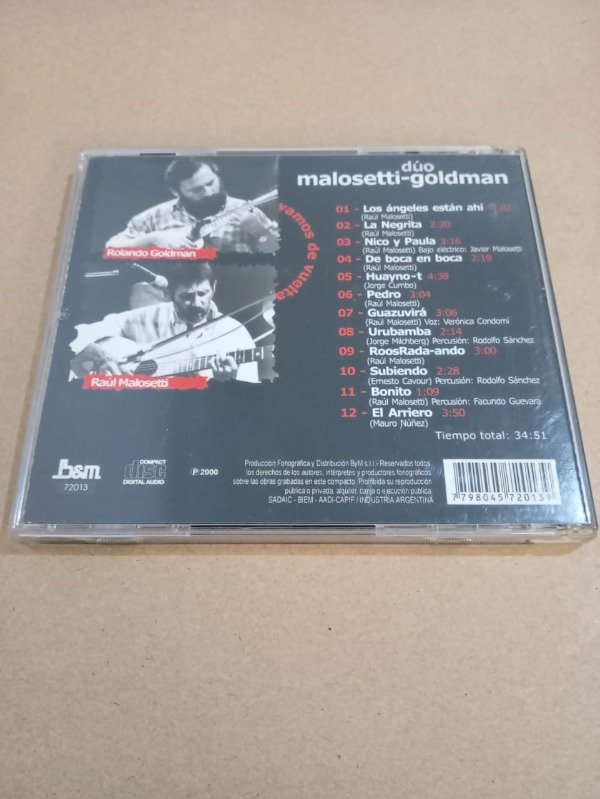 dúo
malosetti-goldman
Rolando Goldman
vamos de vuelta
Raúl Malosetti
01 - Los ángeles están ahí
(Raúl Malosetti)
02 - La Negrita 2:20
(Raúl Malosetti)
03 - Nico y Paula 3:16
(Raúl Malosetti) Bajo eléctrico: Javier Malosetti
04 - De boca en boca 2:19
(Raúl Malosetti)
05 - Huayno-t 4:38
(Jorge Cumbo)
06 - Pedro 3:04
(Raúl Malosetti)
07 - Guazuvirá 3:06
(Raúl Malosetti) Voz: Verónica Condomí
08 - Urubamba 2:14
(Jorge Milchberg) Percusión: Rodolfo Sánchez
09 - RoosRada-ando 3:00
(Raúl Malosetti)
10 - Subiendo 2:28
(Ernesto Cavour) Percusión: Rodolfo Sánchez
11 - Bonito 1:09
(Raúl Malosetti) Percusión: Facundo Guevara
12 - El Arriero 3:50
(Mauro Núñez)
Tiempo total: 34:51
b&m
72013
COMPACT
disc
DIGITAL AUDIO
℗ 2000
Producción Fonográfica y Distribución ByM s.r.l - Reservados todos
los derechos de los autores, intérpretes y productores fonográficos
sobre las obras grabadas en este compacto. Prohibida su reproducción
pública o privada, alquiler, canje o ejecución pública.
SADAIC - BIEM - AADI-CAPIF / INDUSTRIA ARGENTINA
7 798045 720139